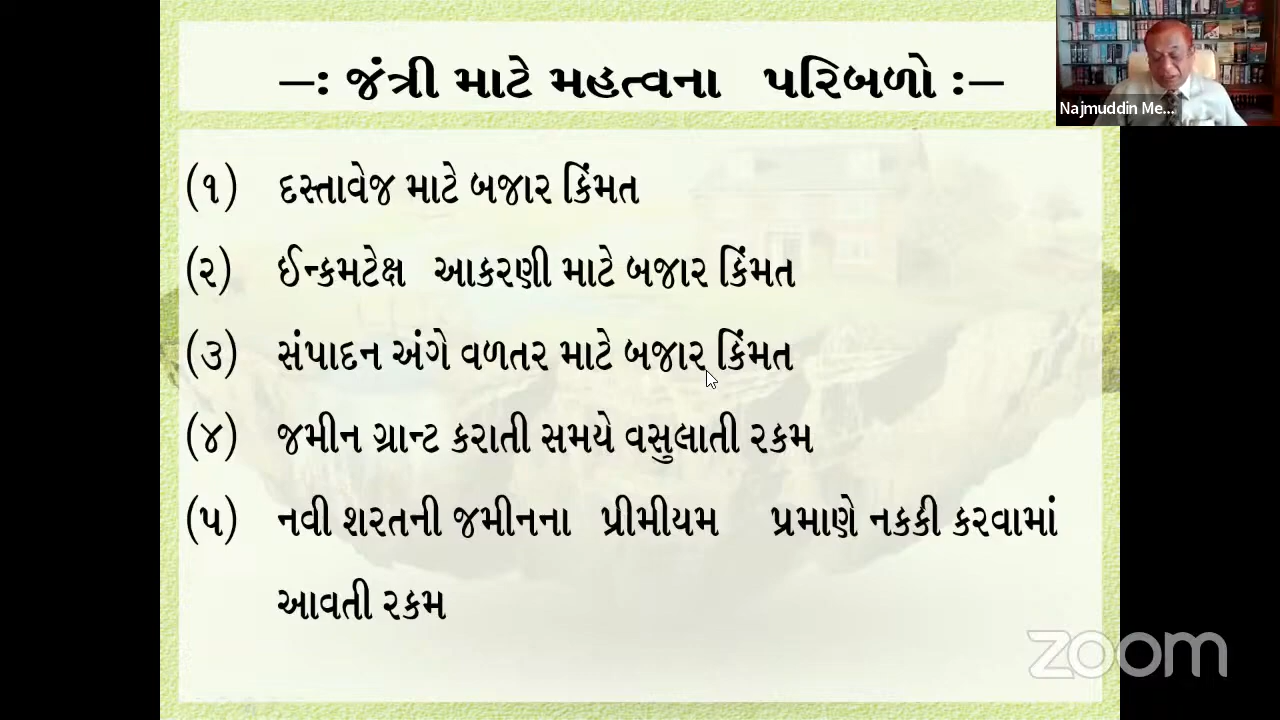 –: જંત્રી માટે મહત્વના પરિબળો :–
Najmuddin Me...
(૧) દસ્તાવેજ માટે બજાર કિંમત
(૨) ઈન્કમટેક્ષ આકરણી માટે બજાર કિંમત
(૩) સંપાદન અંગે વળતર માટે બજાર કિંમત
(૪) જમીન ગ્રાન્ટ કરાતી સમયે વસુલાતી રકમ
(૫) નવી શરતની જમીનના પ્રીમીયમ પ્રમાણે નકકી કરવામાં
આવતી રકમ
zoom